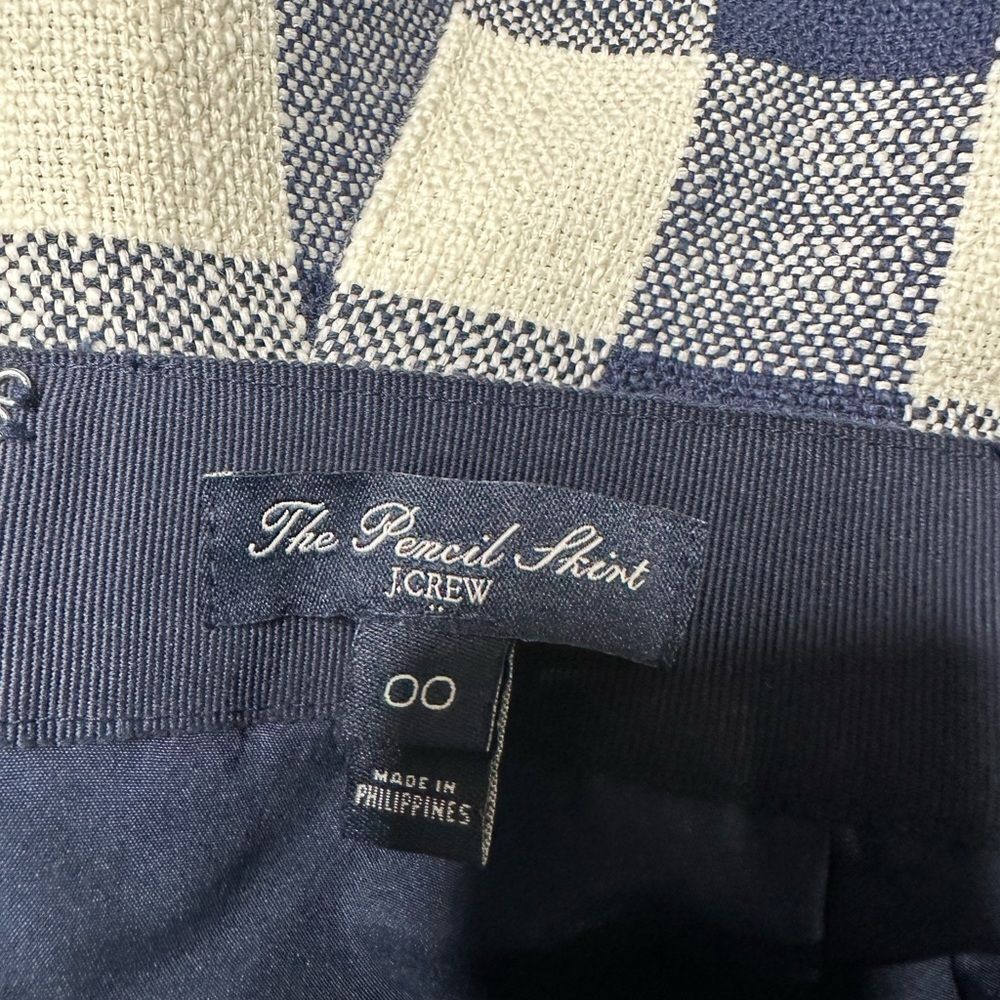 The Pencil Skirt
J.CREW
00
MADE IN
PHILIPPINES